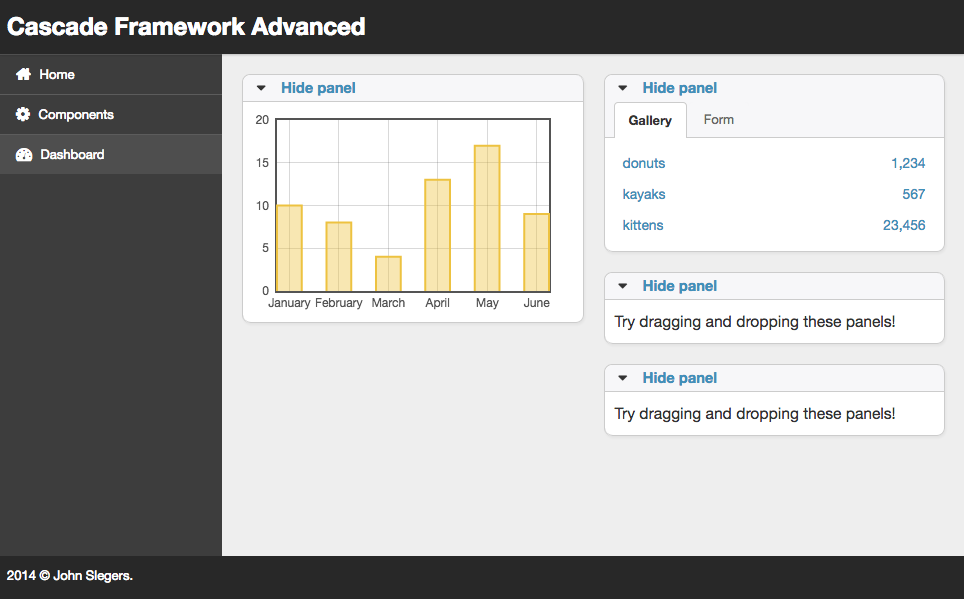 Cascade Framework Advanced
Home
Components
Dashboard
Hide panel
20
15
10
5
0
January February March April May June
Hide panel
Gallery Form
donuts 1,234
kayaks 567
kittens 23,456
Hide panel
Try dragging and dropping these panels!
Hide panel
Try dragging and dropping these panels!
2014 © John Slegers.